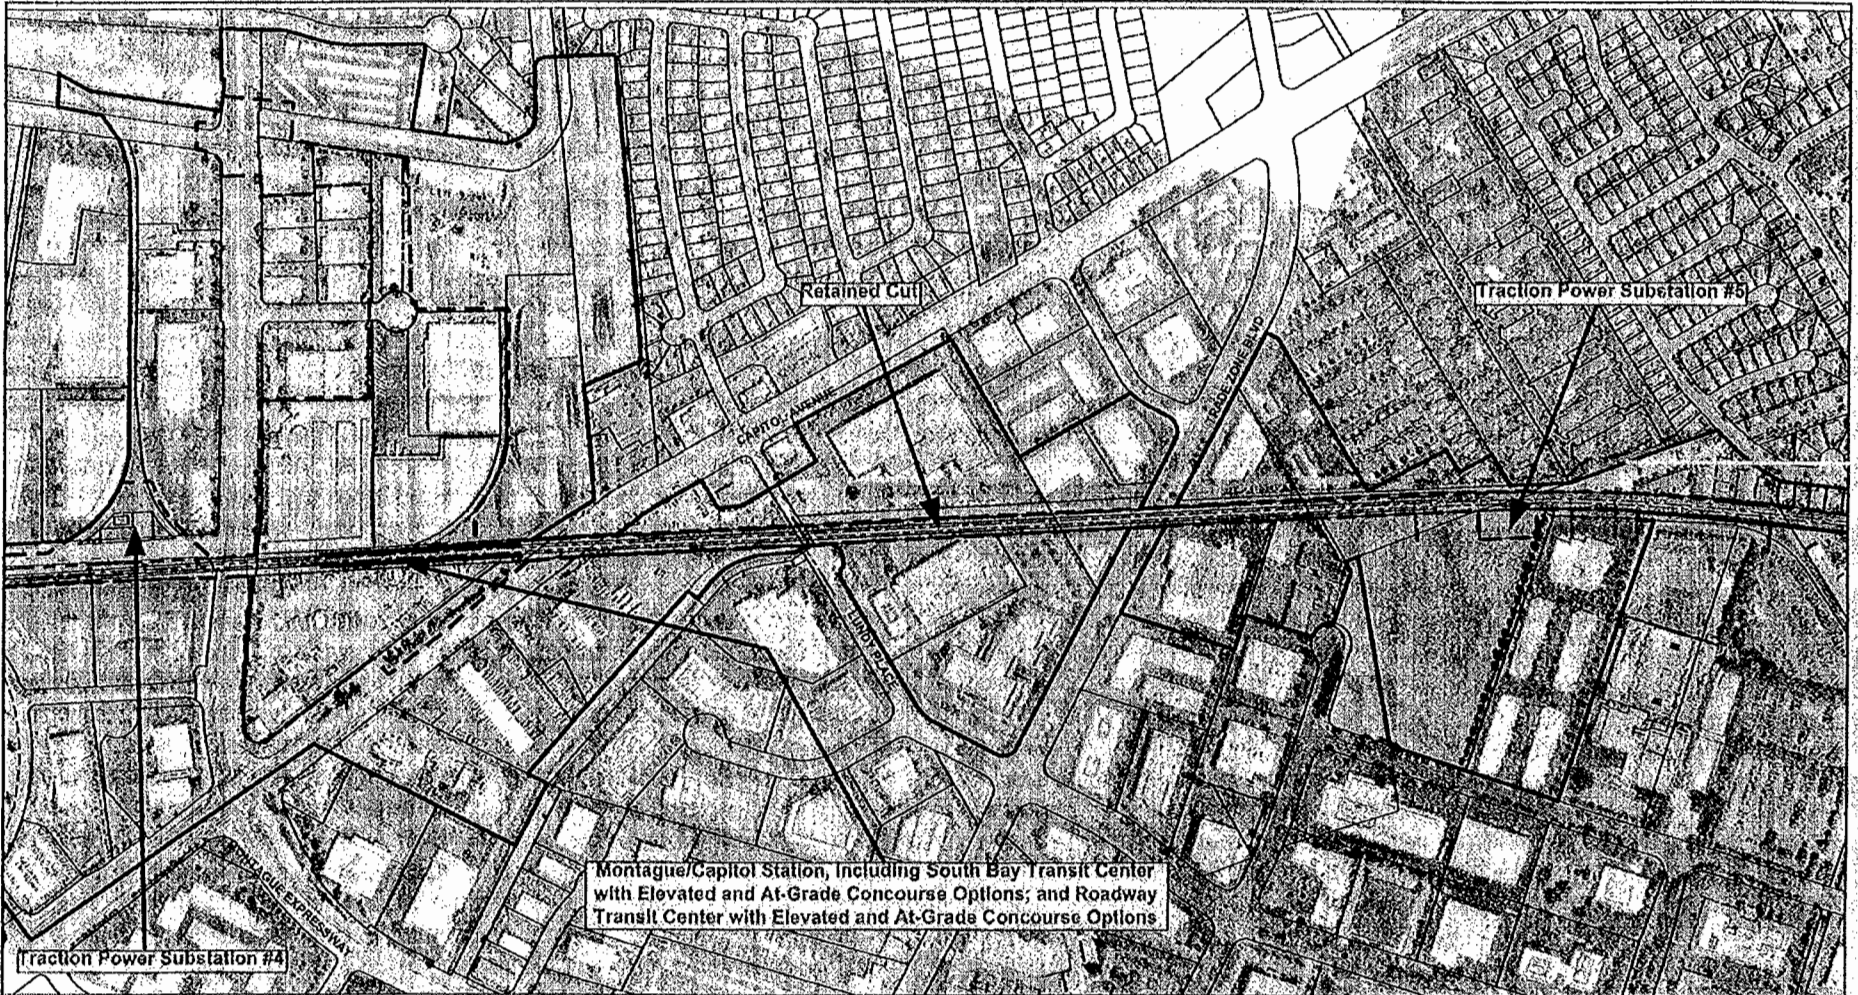 Retained Cut
Traction Power Substation #5
CAPITOL AVENUE
TRADE ZONE BLVD
LUNDY PLACE
Montague/Capitol Station, Including South Bay Transit Center
with Elevated and At-Grade Concourse Options; and Roadway
Transit Center with Elevated and At-Grade Concourse Options
MONTAGUE EXPRESSWAY
Traction Power Substation #4